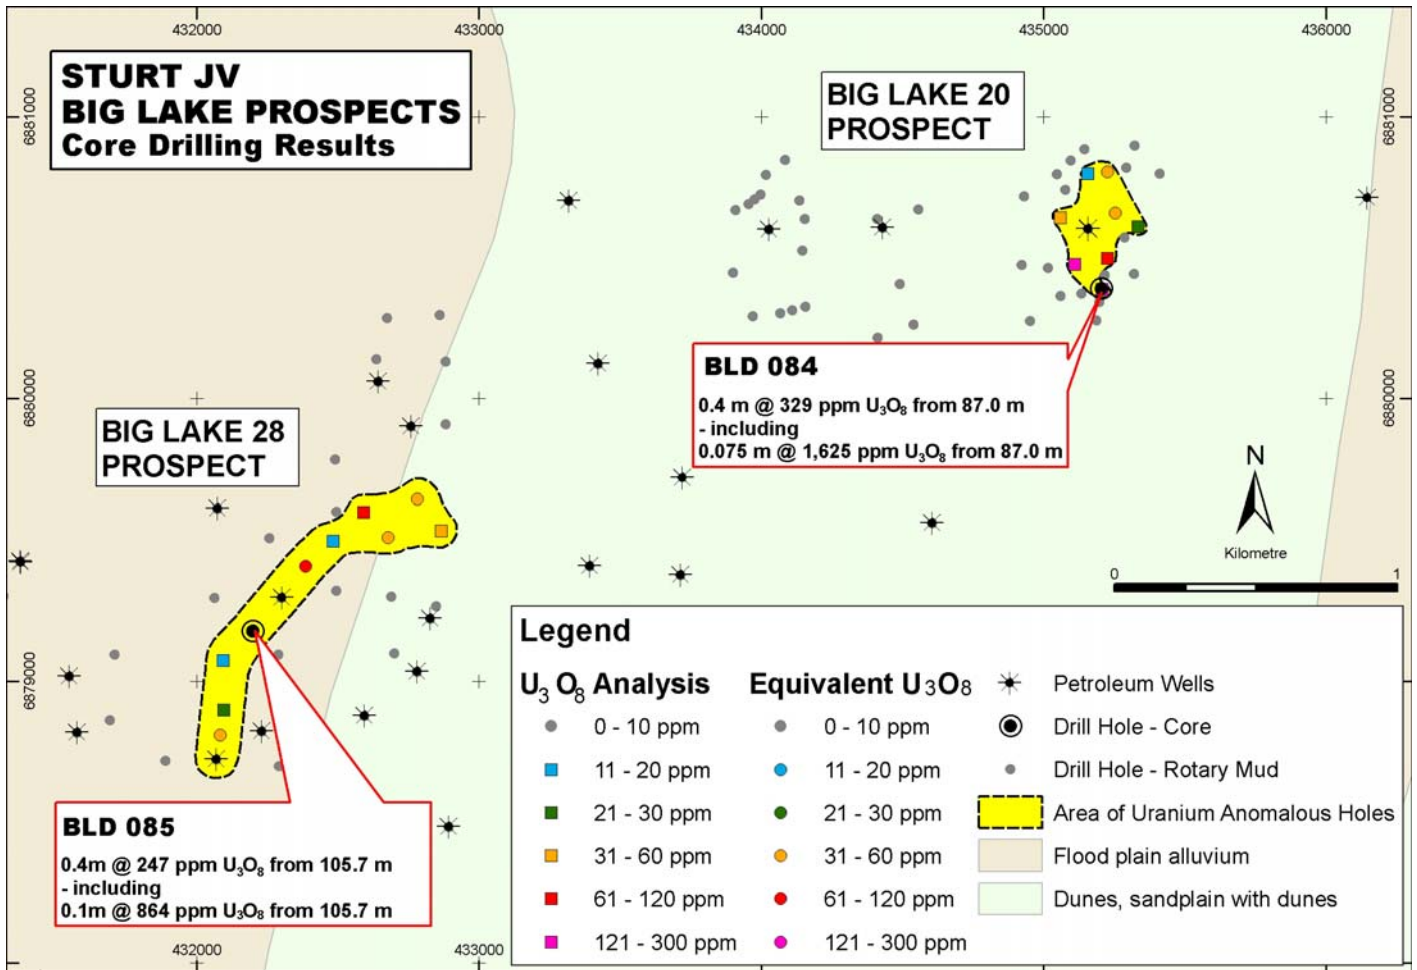 432000
433000
434000
435000
436000
STURT JV
BIG LAKE PROSPECTS
Core Drilling Results
BIG LAKE 20
PROSPECT
6881000
6881000
BLD 084
0.4 m @ 329 ppm U₃O₈ from 87.0 m
- including
0.075 m @ 1,625 ppm U₃O₈ from 87.0 m
6880000
6880000
BIG LAKE 28
PROSPECT
N
Kilometre
0
1
6879000
6879000
BLD 085
0.4m @ 247 ppm U₃O₈ from 105.7 m
- including
0.1m @ 864 ppm U₃O₈ from 105.7 m
Legend
U₃O₈ Analysis
0 - 10 ppm
11 - 20 ppm
21 - 30 ppm
31 - 60 ppm
61 - 120 ppm
121 - 300 ppm
Equivalent U₃O₈
0 - 10 ppm
11 - 20 ppm
21 - 30 ppm
31 - 60 ppm
61 - 120 ppm
121 - 300 ppm
Petroleum Wells
Drill Hole - Core
Drill Hole - Rotary Mud
Area of Uranium Anomalous Holes
Flood plain alluvium
Dunes, sandplain with dunes
432000
433000